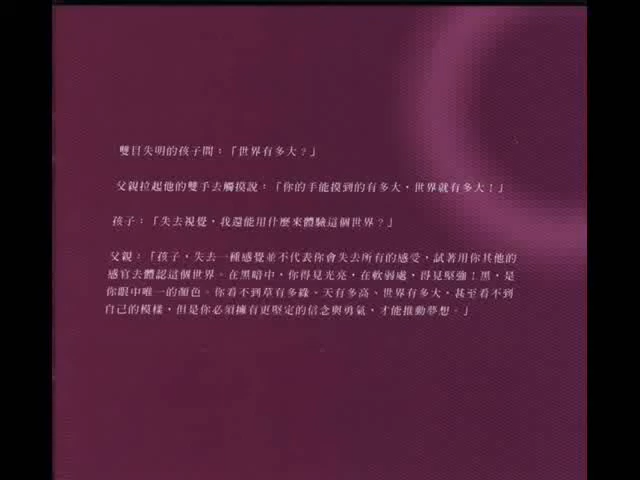 雙目失明的孩子問：「世界有多大？」
父親拉起他的雙手去觸摸說：「你的手能摸到的有多大，世界就有多大！」
孩子：「失去視覺，我還能用什麼來體驗這個世界？」
父親：「孩子，失去一種感覺並不代表你會失去所有的感受，試著用你其他的
感官去體認這個世界。在黑暗中，你得見光亮，在軟弱處，得見堅強！黑，是
你眼中唯一的顏色。你看不到草有多綠、天有多高、世界有多大，甚至看不到
自己的模樣，但是你必須擁有更堅定的信念與勇氣，才能推動夢想。」